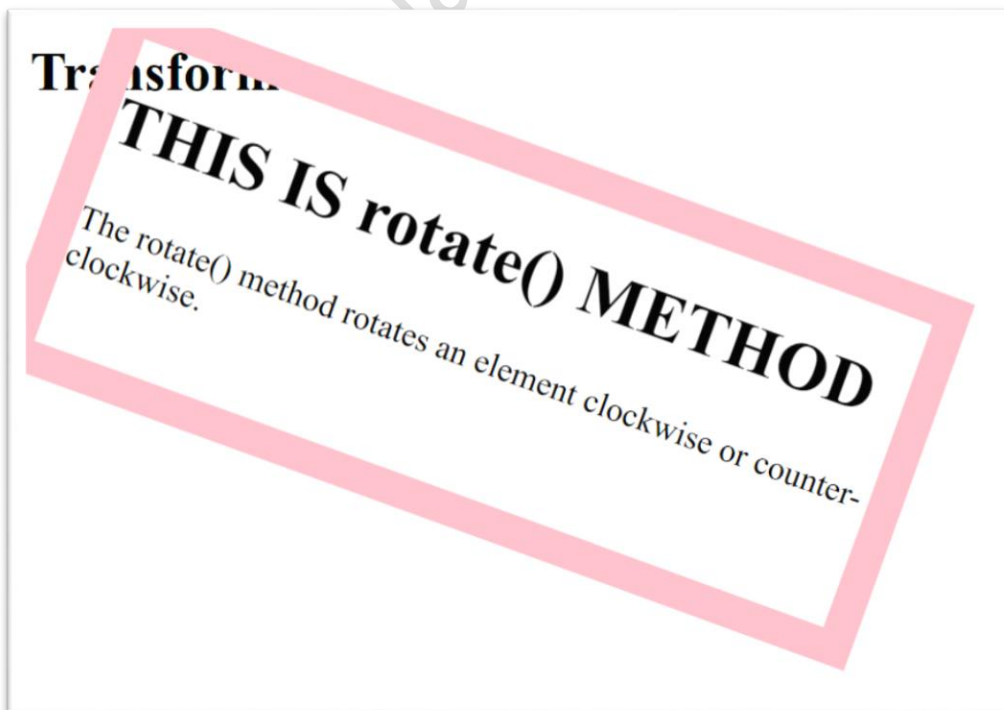 THIS IS rotate() METHOD
The rotate() method rotates an element clockwise or counter-
clockwise.